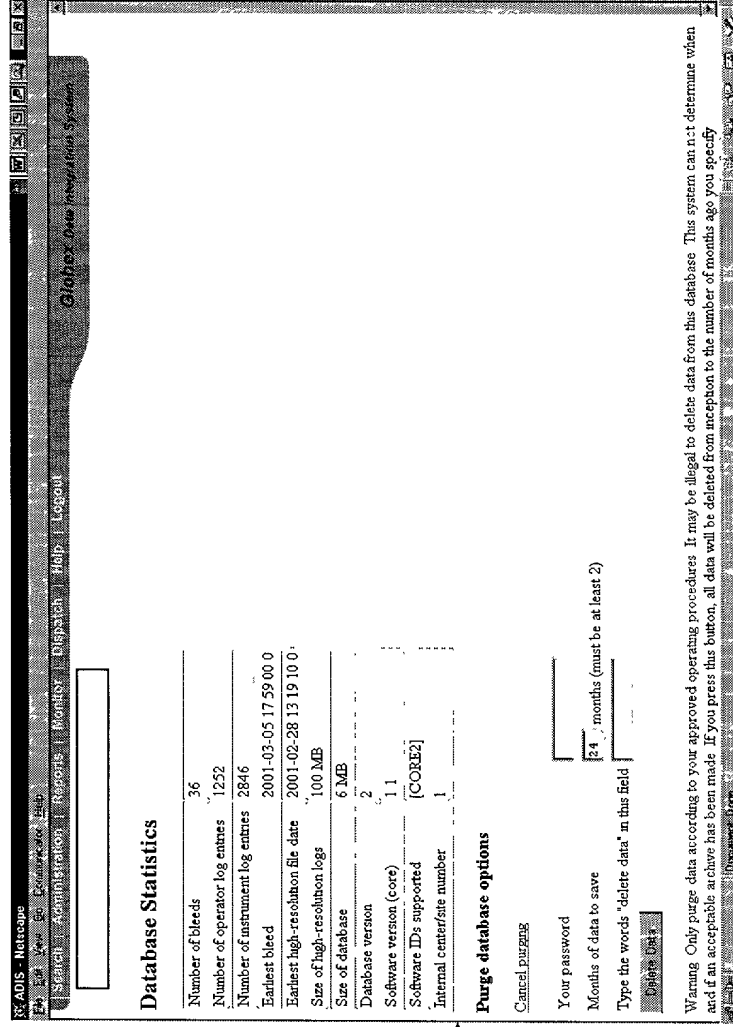 ADIS - Netscape
File Edit View Go Communicator Help
Search | Administration | Reports | Monitor | Dispatch | Help | Logout
Globex Data Integration System
Database Statistics
Number of bleeds 36
Number of operator log entries 1252
Number of instrument log entries 2846
Earliest bleed 2001-03-05 17 59 00 0
Earliest high-resolution file date 2001-02-28 13 19 10 0
Size of high-resolution logs 100 MB
Size of database 6 MB
Database version 2
Software version (core) 1 1
Software IDs supported [CORE2]
Internal center/site number 1
Purge database options
Cancel purging
Your password
Months of data to save 24 months (must be at least 2)
Type the words "delete data" in this field
Delete Data
Warning Only purge data according to your approved operating procedures It may be illegal to delete data from this database This system can not determine when
and if an acceptable archive has been made If you press this button, all data will be deleted from inception to the number of months ago you specify
Document Done